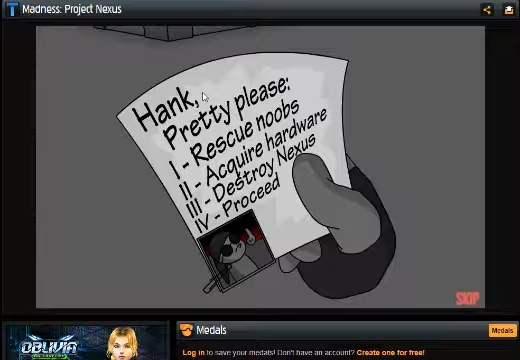 Madness: Project Nexus
Hank,
Pretty please:
I - Rescue noobs
II - Acquire hardware
III - Destroy Nexus
IV - Proceed
SKIP
OBLIVIA
Medals
Medals
Log in to save your medals! Don't have an account? Create one for free!